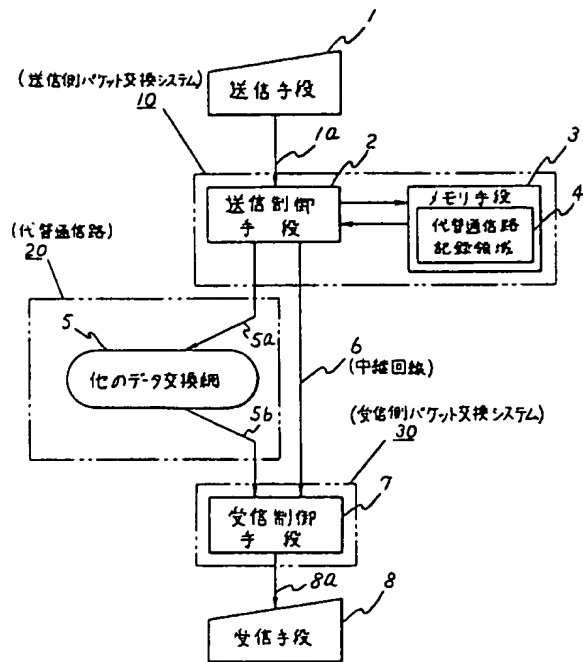 1
(送信側パケット交換システム)
10
送信手段
1a
2
3
送信制御
手段
メモリ手段
4
代替通信路
記録領域
(代替通信路)
20
5
5a
他のデータ交換網
5b
6
(中継回線)
(受信側パケット交換システム)
30
7
受信制御
手段
8a
8
受信手段